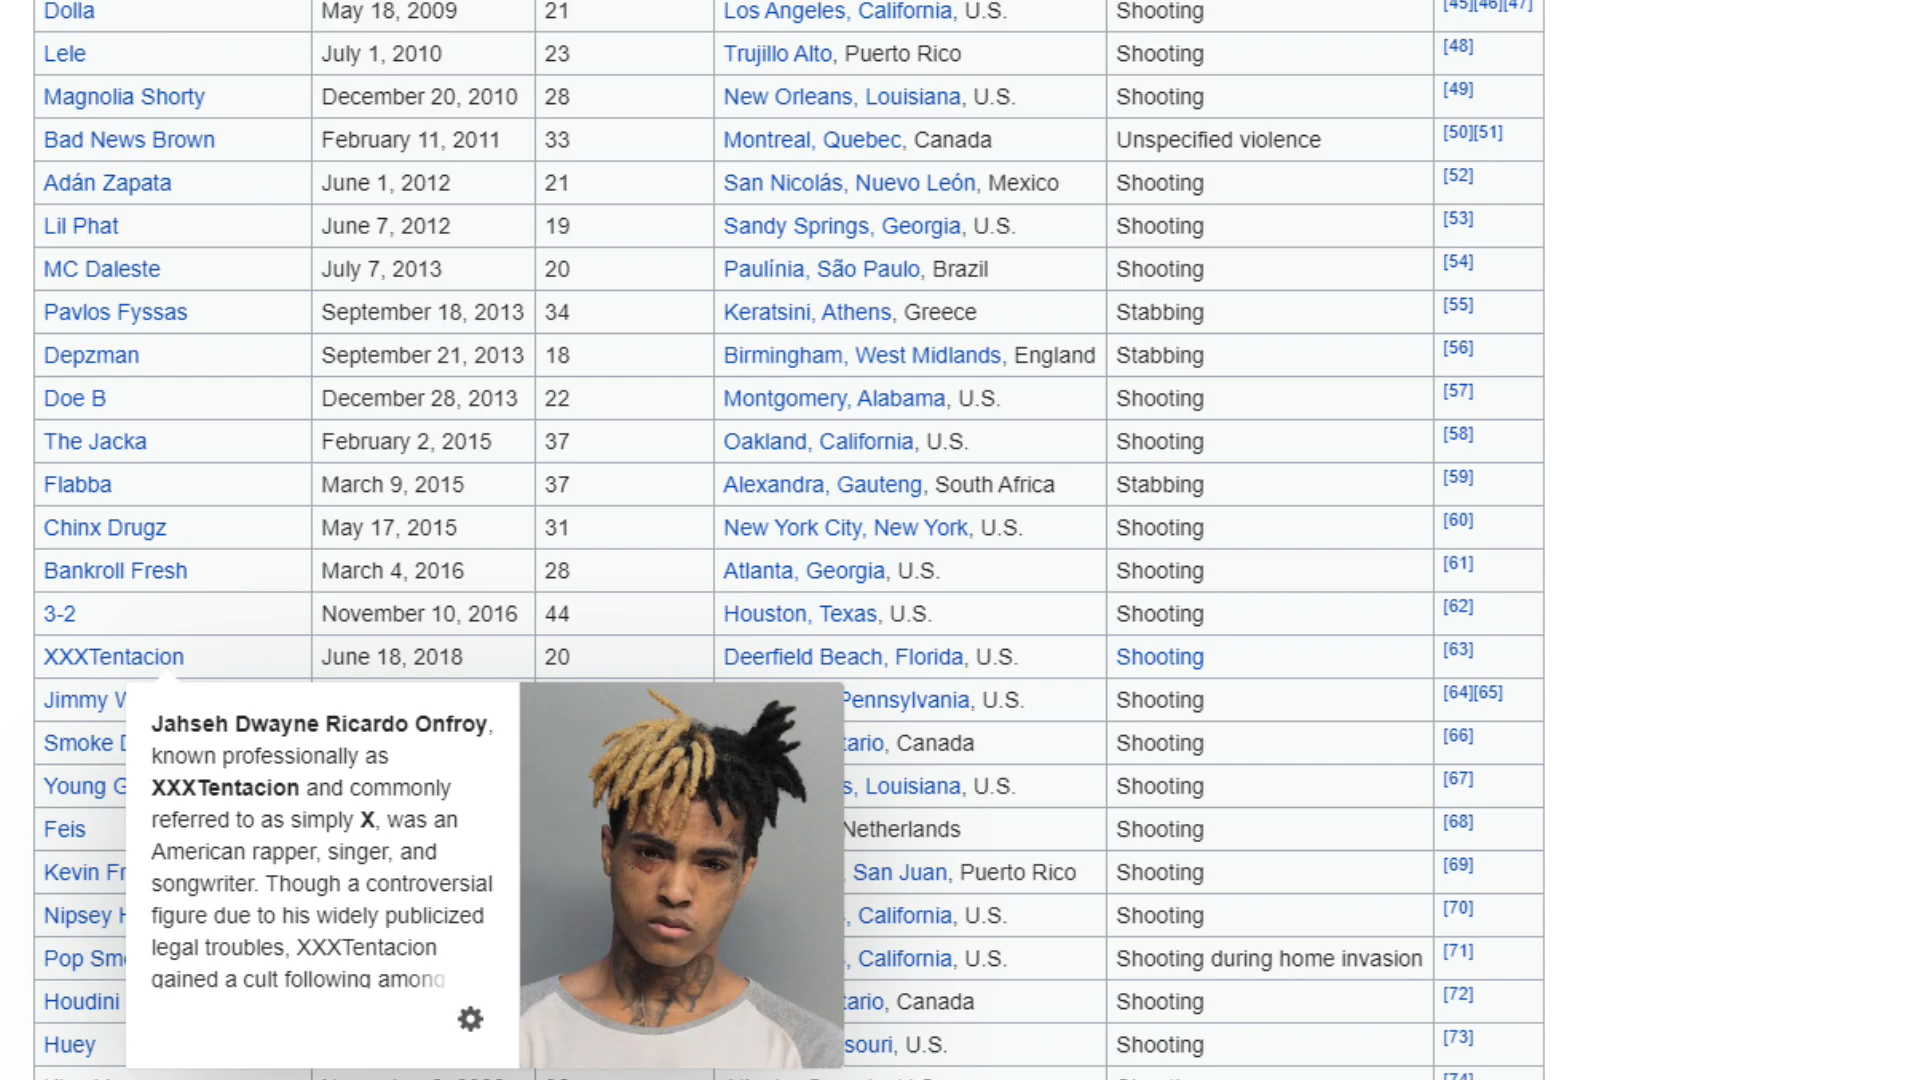 Dolla May 18, 2009 21 Los Angeles, California, U.S. Shooting [45][46][47]
Lele July 1, 2010 23 Trujillo Alto, Puerto Rico Shooting [48]
Magnolia Shorty December 20, 2010 28 New Orleans, Louisiana, U.S. Shooting [49]
Bad News Brown February 11, 2011 33 Montreal, Quebec, Canada Unspecified violence [50][51]
Adán Zapata June 1, 2012 21 San Nicolás, Nuevo León, Mexico Shooting [52]
Lil Phat June 7, 2012 19 Sandy Springs, Georgia, U.S. Shooting [53]
MC Daleste July 7, 2013 20 Paulínia, São Paulo, Brazil Shooting [54]
Pavlos Fyssas September 18, 2013 34 Keratsini, Athens, Greece Stabbing [55]
Depzman September 21, 2013 18 Birmingham, West Midlands, England Stabbing [56]
Doe B December 28, 2013 22 Montgomery, Alabama, U.S. Shooting [57]
The Jacka February 2, 2015 37 Oakland, California, U.S. Shooting [58]
Flabba March 9, 2015 37 Alexandra, Gauteng, South Africa Stabbing [59]
Chinx Drugz May 17, 2015 31 New York City, New York, U.S. Shooting [60]
Bankroll Fresh March 4, 2016 28 Atlanta, Georgia, U.S. Shooting [61]
3-2 November 10, 2016 44 Houston, Texas, U.S. Shooting [62]
XXXTentacion June 18, 2018 20 Deerfield Beach, Florida, U.S. Shooting [63]
Jimmy Pennsylvania, U.S. Shooting [64][65]
Smoke Canada Shooting [66]
Young Louisiana, U.S. Shooting [67]
Feis Netherlands Shooting [68]
Kevin San Juan, Puerto Rico Shooting [69]
Nipsey California, U.S. Shooting [70]
Pop California, U.S. Shooting during home invasion [71]
Houdini Canada Shooting [72]
Huey U.S. Shooting [73]
Jahseh Dwayne Ricardo Onfroy,
known professionally as
XXXTentacion and commonly
referred to as simply X, was an
American rapper, singer, and
songwriter. Though a controversial
figure due to his widely publicized
legal troubles, XXXTentacion
gained a cult following among